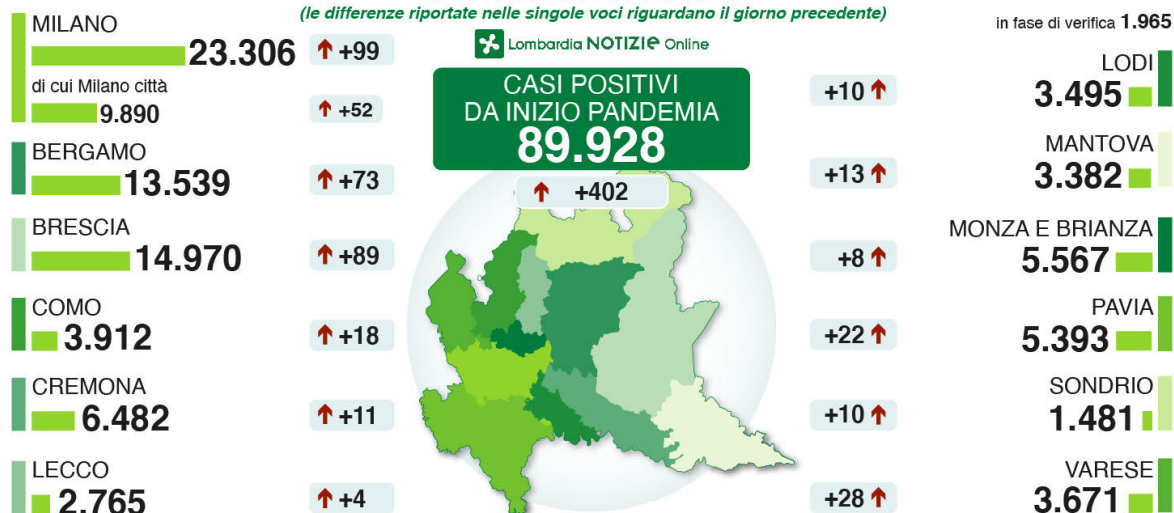 (le differenze riportate nelle singole voci riguardano il giorno precedente)
Lombardia NOTIZIE Online
CASI POSITIVI
DA INIZIO PANDEMIA
89.928
+402
MILANO
23.306 +99
di cui Milano città
9.890 +52
BERGAMO
13.539 +73
BRESCIA
14.970 +89
COMO
3.912 +18
CREMONA
6.482 +11
LECCO
2.765 +4
in fase di verifica 1.965
LODI
+10 3.495
MANTOVA
+13 3.382
MONZA E BRIANZA
+8 5.567
PAVIA
+22 5.393
SONDRIO
+10 1.481
VARESE
+28 3.671